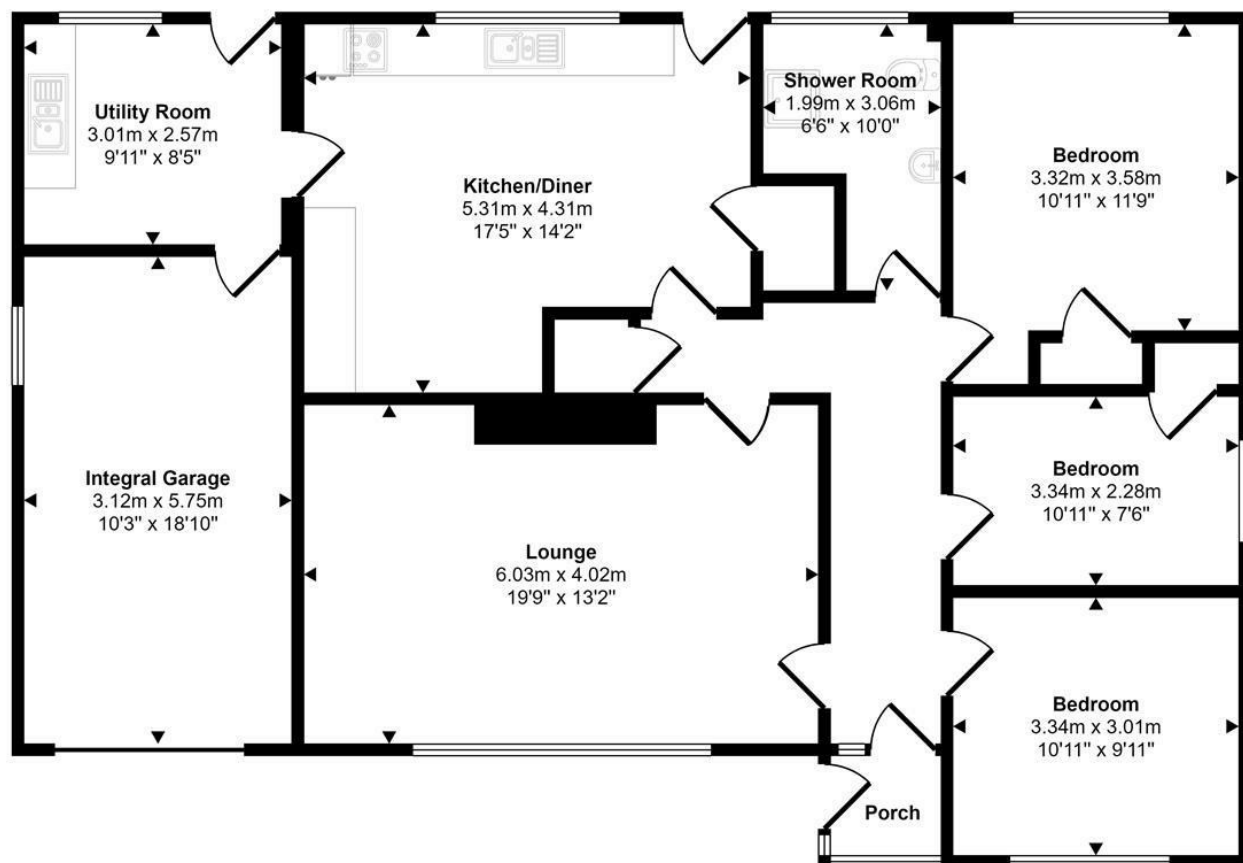 Utility Room
3.01m x 2.57m
9'11" x 8'5"
Kitchen/Diner
5.31m x 4.31m
17'5" x 14'2"
Shower Room
1.99m x 3.06m
6'6" x 10'0"
Bedroom
3.32m x 3.58m
10'11" x 11'9"
Integral Garage
3.12m x 5.75m
10'3" x 18'10"
Lounge
6.03m x 4.02m
19'9" x 13'2"
Bedroom
3.34m x 2.28m
10'11" x 7'6"
Bedroom
3.34m x 3.01m
10'11" x 9'11"
Porch